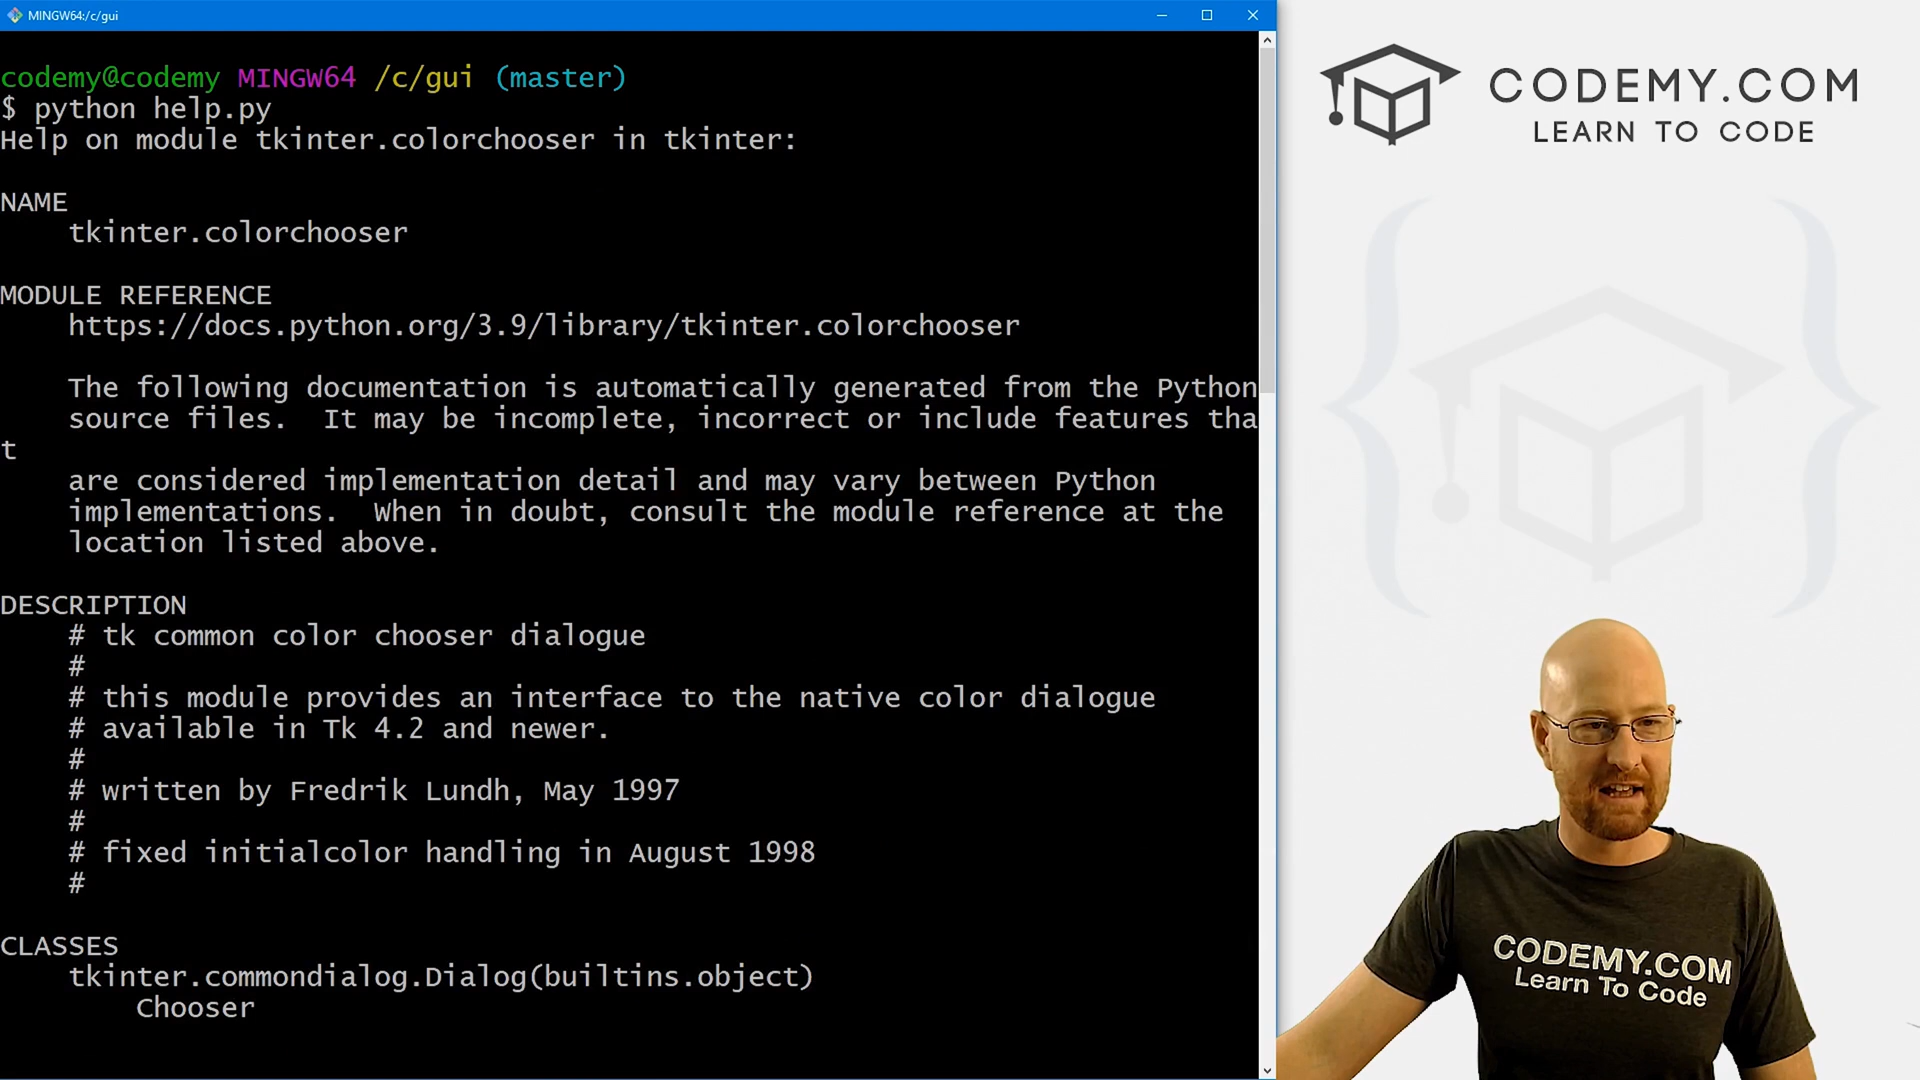 MINGW64:/c/gui
codemy@codemy MINGW64 /c/gui (master)
$ python help.py
Help on module tkinter.colorchooser in tkinter:
NAME
tkinter.colorchooser
MODULE REFERENCE
https://docs.python.org/3.9/library/tkinter.colorchooser
The following documentation is automatically generated from the Python
source files.  It may be incomplete, incorrect or include features tha
t
are considered implementation detail and may vary between Python
implementations.  When in doubt, consult the module reference at the
location listed above.
DESCRIPTION
# tk common color chooser dialogue
#
# this module provides an interface to the native color dialogue
# available in Tk 4.2 and newer.
#
# written by Fredrik Lundh, May 1997
#
# fixed initialcolor handling in August 1998
#
CLASSES
tkinter.commondialog.Dialog(builtins.object)
Chooser
CODEMY.COM
LEARN TO CODE
CODEMY.COM
Learn To Code